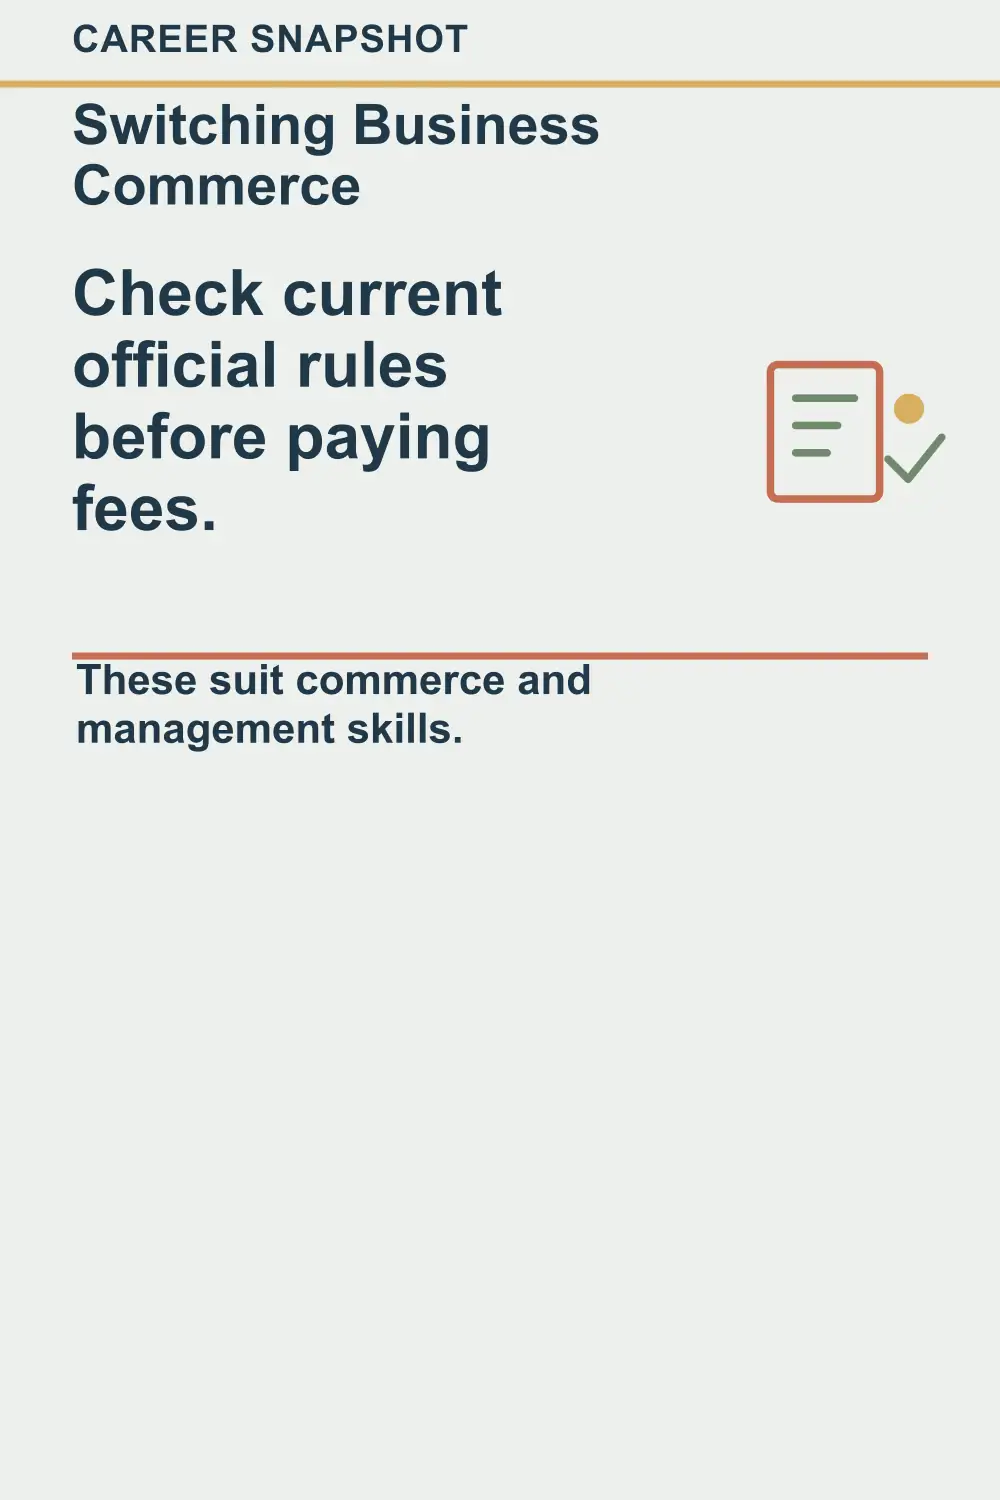 CAREER SNAPSHOT
Switching Business
Commerce
Check current
official rules
before paying
fees.
These suit commerce and
management skills.